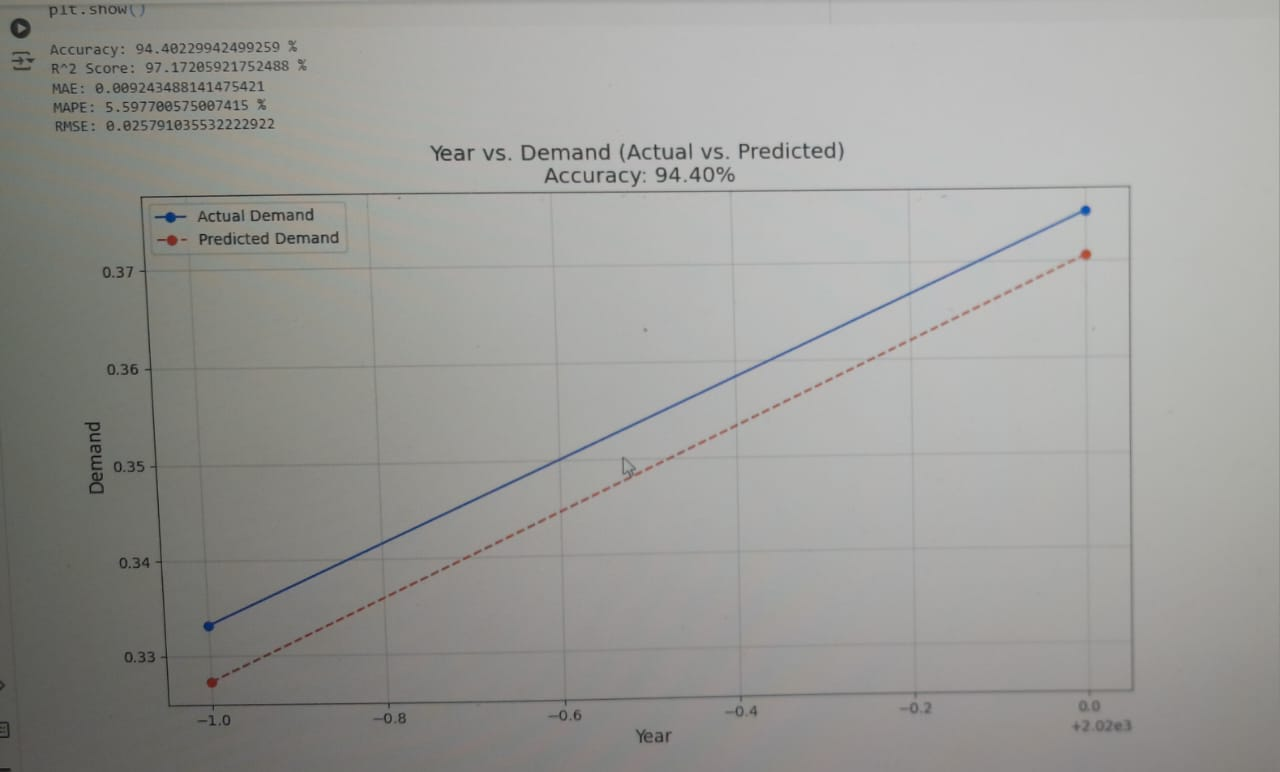 plt.show()
Accuracy: 94.40229942499259 %
R^2 Score: 97.17205921752488 %
MAE: 0.009243488141475421
MAPE: 5.597700575007415 %
RMSE: 0.025791035532222922
Year vs. Demand (Actual vs. Predicted)
Accuracy: 94.40%
Actual Demand
Predicted Demand
0.37
0.36
0.35
0.34
0.33
Demand
−1.0 −0.8 −0.6 −0.4 −0.2 0.0
+2.02e3
Year